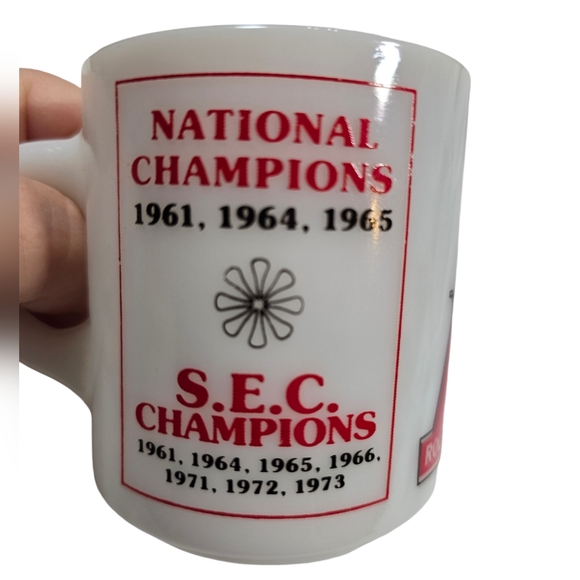 NATIONAL
CHAMPIONS
1961, 1964, 1965
S.E.C.
CHAMPIONS
1961, 1964, 1965, 1966,
1971, 1972, 1973